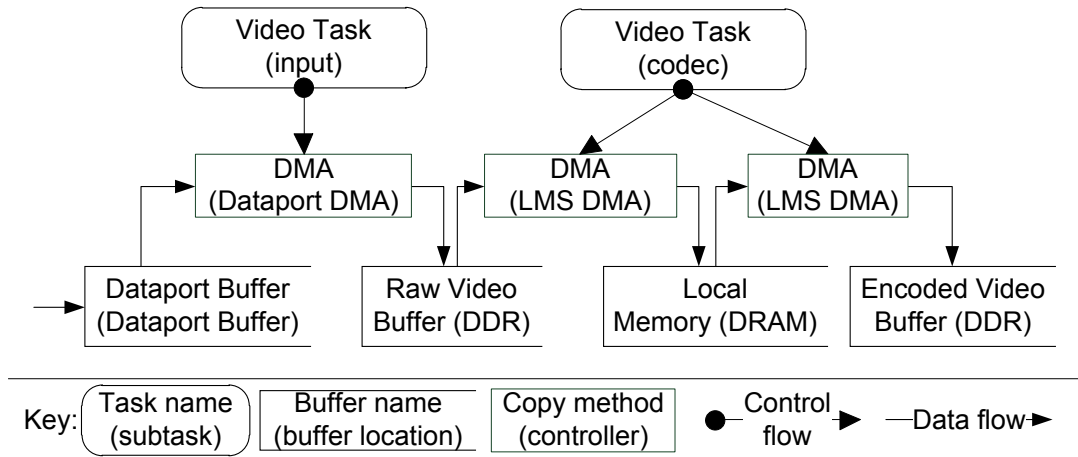 Video Task
(input)
Video Task
(codec)
DMA
(Dataport DMA)
DMA
(LMS DMA)
DMA
(LMS DMA)
Dataport Buffer
(Dataport Buffer)
Raw Video
Buffer (DDR)
Local
Memory (DRAM)
Encoded Video
Buffer (DDR)
Key:
Task name
(subtask)
Buffer name
(buffer location)
Copy method
(controller)
Control
flow
Data flow